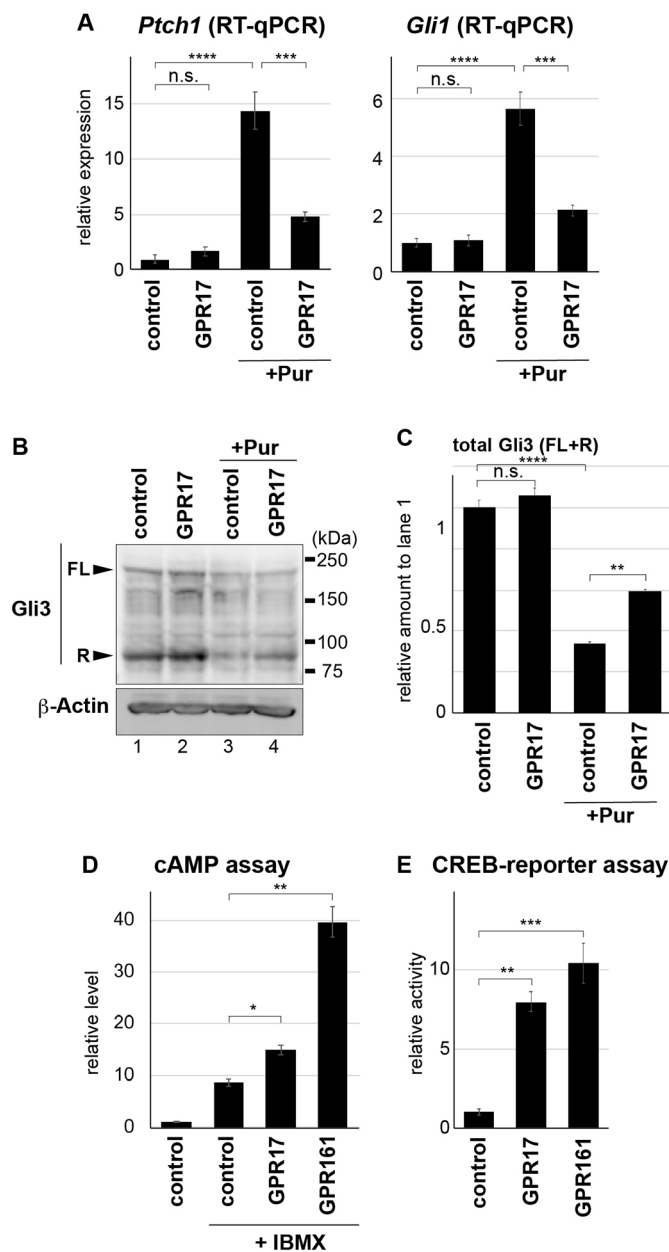 A
Ptch1 (RT-qPCR)
Gli1 (RT-qPCR)
relative expression
15
10
5
0
**** 
n.s.
***
control
GPR17
control
GPR17
+Pur
6
4
2
0
****
n.s.
***
control
GPR17
control
GPR17
+Pur
B
+Pur
control
GPR17
control
GPR17
(kDa)
Gli3
FL
R
250
150
100
75
β-Actin
1 2 3 4
C
total Gli3 (FL+R)
relative amount to lane 1
1
0.5
0
****
n.s.
**
control
GPR17
control
GPR17
+Pur
D cAMP assay
relative level
40
30
20
10
0
**
*
control
control
GPR17
GPR161
+ IBMX
E CREB-reporter assay
relative activity
10
5
0
***
**
control
GPR17
GPR161